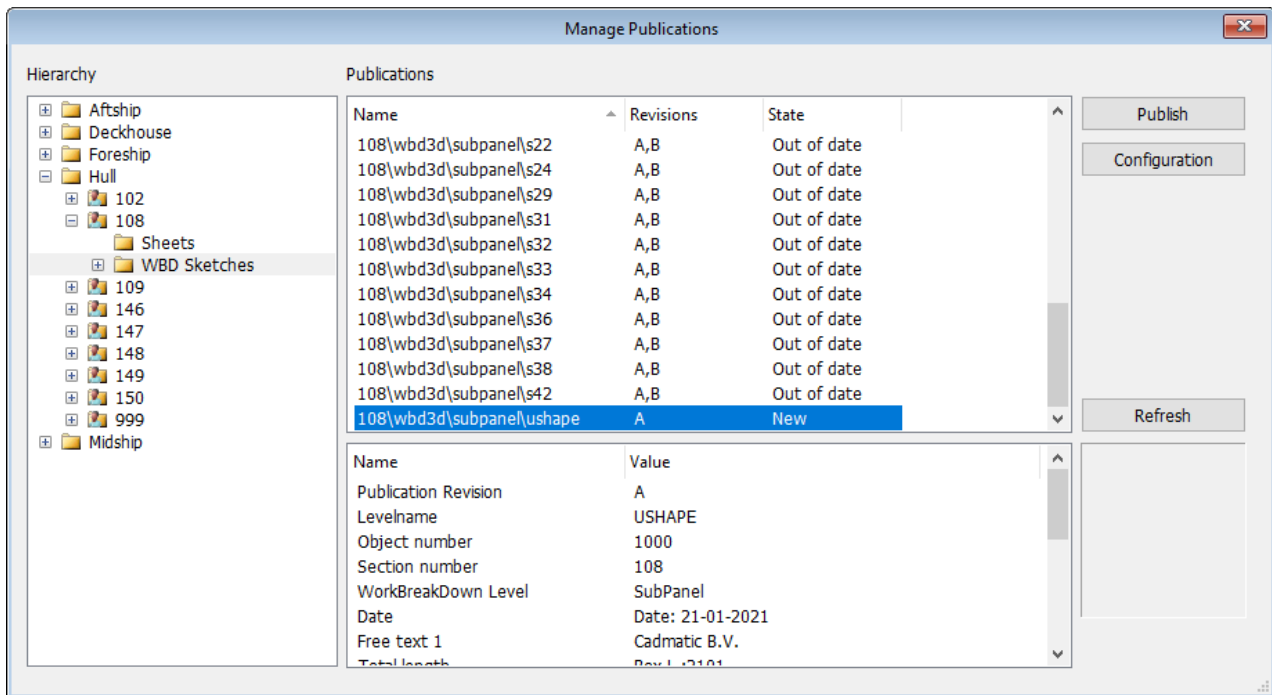 Manage Publications
Hierarchy
Aftship
Deckhouse
Foreship
Hull
102
108
Sheets
WBD Sketches
109
146
147
148
149
150
999
Midship
Publications
Name Revisions State
108\wbd3d\subpanel\s22 A,B Out of date
108\wbd3d\subpanel\s24 A,B Out of date
108\wbd3d\subpanel\s29 A,B Out of date
108\wbd3d\subpanel\s31 A,B Out of date
108\wbd3d\subpanel\s32 A,B Out of date
108\wbd3d\subpanel\s33 A,B Out of date
108\wbd3d\subpanel\s34 A,B Out of date
108\wbd3d\subpanel\s36 A,B Out of date
108\wbd3d\subpanel\s37 A,B Out of date
108\wbd3d\subpanel\s38 A,B Out of date
108\wbd3d\subpanel\s42 A,B Out of date
108\wbd3d\subpanel\ushape A New
Name Value
Publication Revision A
Levelname USHAPE
Object number 1000
Section number 108
WorkBreakDown Level SubPanel
Date Date: 21-01-2021
Free text 1 Cadmatic B.V.
Total length
Publish
Configuration
Refresh